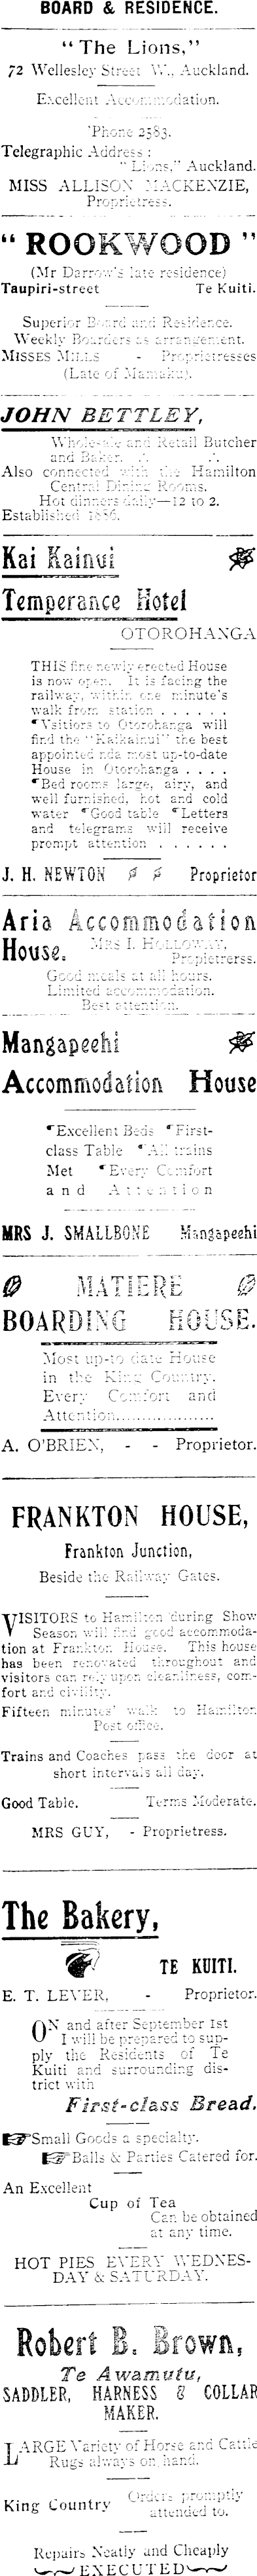 BOARD & RESIDENCE.
"The Lions,"
72 Wellesley Street W., Auckland.
Excellent Accommodation.
'Phone 2583.
Telegraphic Address :
"Lions," Auckland.
MISS ALLISON MACKENZIE,
Proprietress.
" ROOKWOOD "
(Mr Darrow's late residence)
Taupiri-street Te Kuiti.
Superior Board and Residence.
Weekly Boarders as arrangement.
MISSES MILLS - Proprietresses
(Late of Mamaku).
JOHN BETTLEY,
Wholesale and Retail Butcher
and Baker. .·. .·.
Also connected with the Hamilton
Central Dining Rooms.
Hot dinners daily—12 to 2.
Established 1886.
Kai Kainui
Temperance Hotel
OTOROHANGA
THIS fine newly erected House
is now open. It is facing the
railway, within one minute's
walk from station . . . . . .
Vsitiors to Otorohanga will
find the "Kaikainui" the best
appointed nda most up-to-date
House in Otorohanga . . . .
Bed rooms large, airy, and
well furnished, hot and cold
water Good table Letters
and telegrams will receive
prompt attention . . . . . .
J. H. NEWTON Proprietor
Aria Accommodation
House. MRS I. HOLLOWAY.
Propietrerss.
Good meals at all hours.
Limited accommodation.
Best attention.
Mangapeehi
Accommodation House
Excellent Beds First-
class Table All trains
Met Every Comfort
and Attention
MRS J. SMALLBONE Mangapeehi
MATIERE
BOARDING HOUSE.
Most up-to date House
in the King Country.
Every Comfort and
Attention...................
A. O'BRIEN, - - Proprietor.
FRANKTON HOUSE,
Frankton Junction,
Beside the Railway Gates.
VISITORS to Hamilton during Show
Season will find good accommoda-
tion at Frankton House. This house
has been renovated throughout and
visitors can rely upon cleanliness, com-
fort and civility.
Fifteen minutes' walk to Hamilton
Post office.
Trains and Coaches pass the door at
short intervals all day.
Good Table. Terms Moderate.
MRS GUY, - Proprietress.
The Bakery,
TE KUITI.
E. T. LEVER, - Proprietor.
ON and after September 1st
I will be prepared to sup-
ply the Residents of Te
Kuiti and surrounding dis-
trict with
First-class Bread.
Small Goods a specialty.
Balls & Parties Catered for.
An Excellent
Cup of Tea
Can be obtained
at any time.
HOT PIES EVERY WEDNES-
DAY & SATURDAY.
Robert B. Brown,
Te Awamutu,
SADDLER, HARNESS & COLLAR
MAKER.
LARGE Variety of Horse and Cattle
Rugs always on hand.
King Country Orders promptly
attended to.
Repairs Neatly and Cheaply
EXECUTED